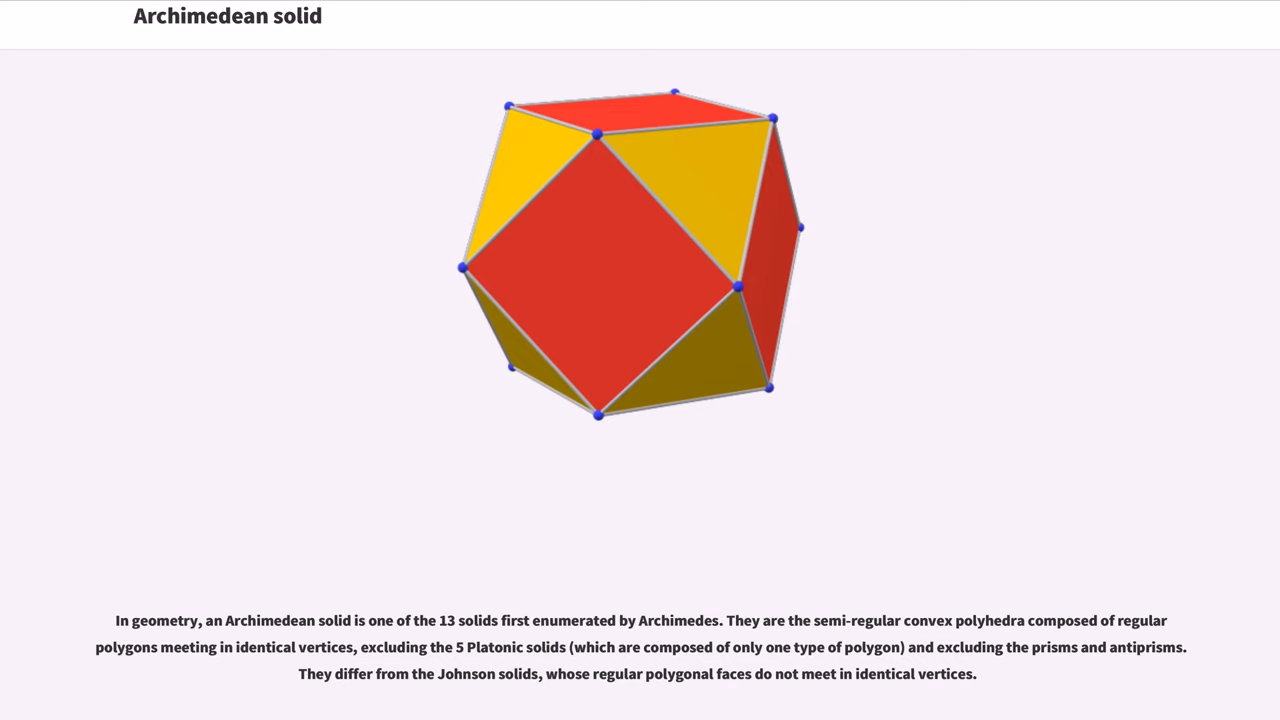 Archimedean solid
In geometry, an Archimedean solid is one of the 13 solids first enumerated by Archimedes. They are the semi-regular convex polyhedra composed of regular
polygons meeting in identical vertices, excluding the 5 Platonic solids (which are composed of only one type of polygon) and excluding the prisms and antiprisms.
They differ from the Johnson solids, whose regular polygonal faces do not meet in identical vertices.